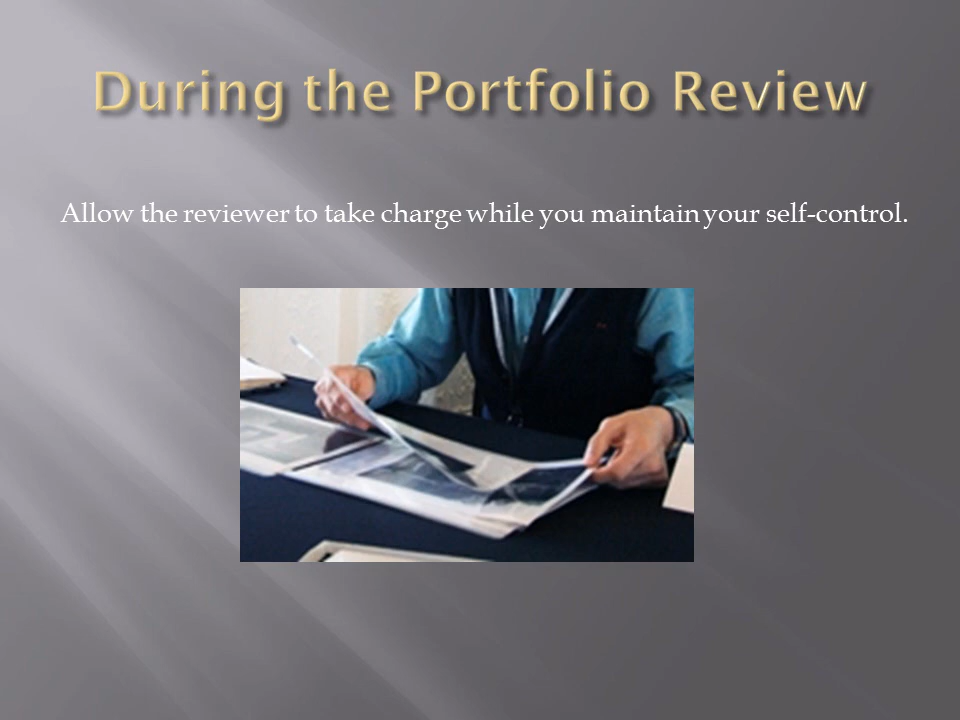 During the Portfolio Review
Allow the reviewer to take charge while you maintain your self-control.